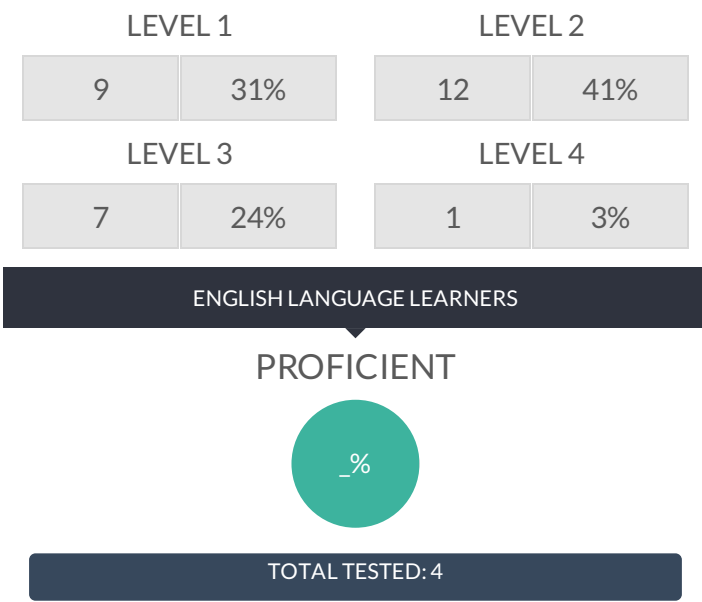 LEVEL 1 LEVEL 2
9 31% 12 41%
LEVEL 3 LEVEL 4
7 24% 1 3%
ENGLISH LANGUAGE LEARNERS
PROFICIENT
_%
TOTAL TESTED: 4